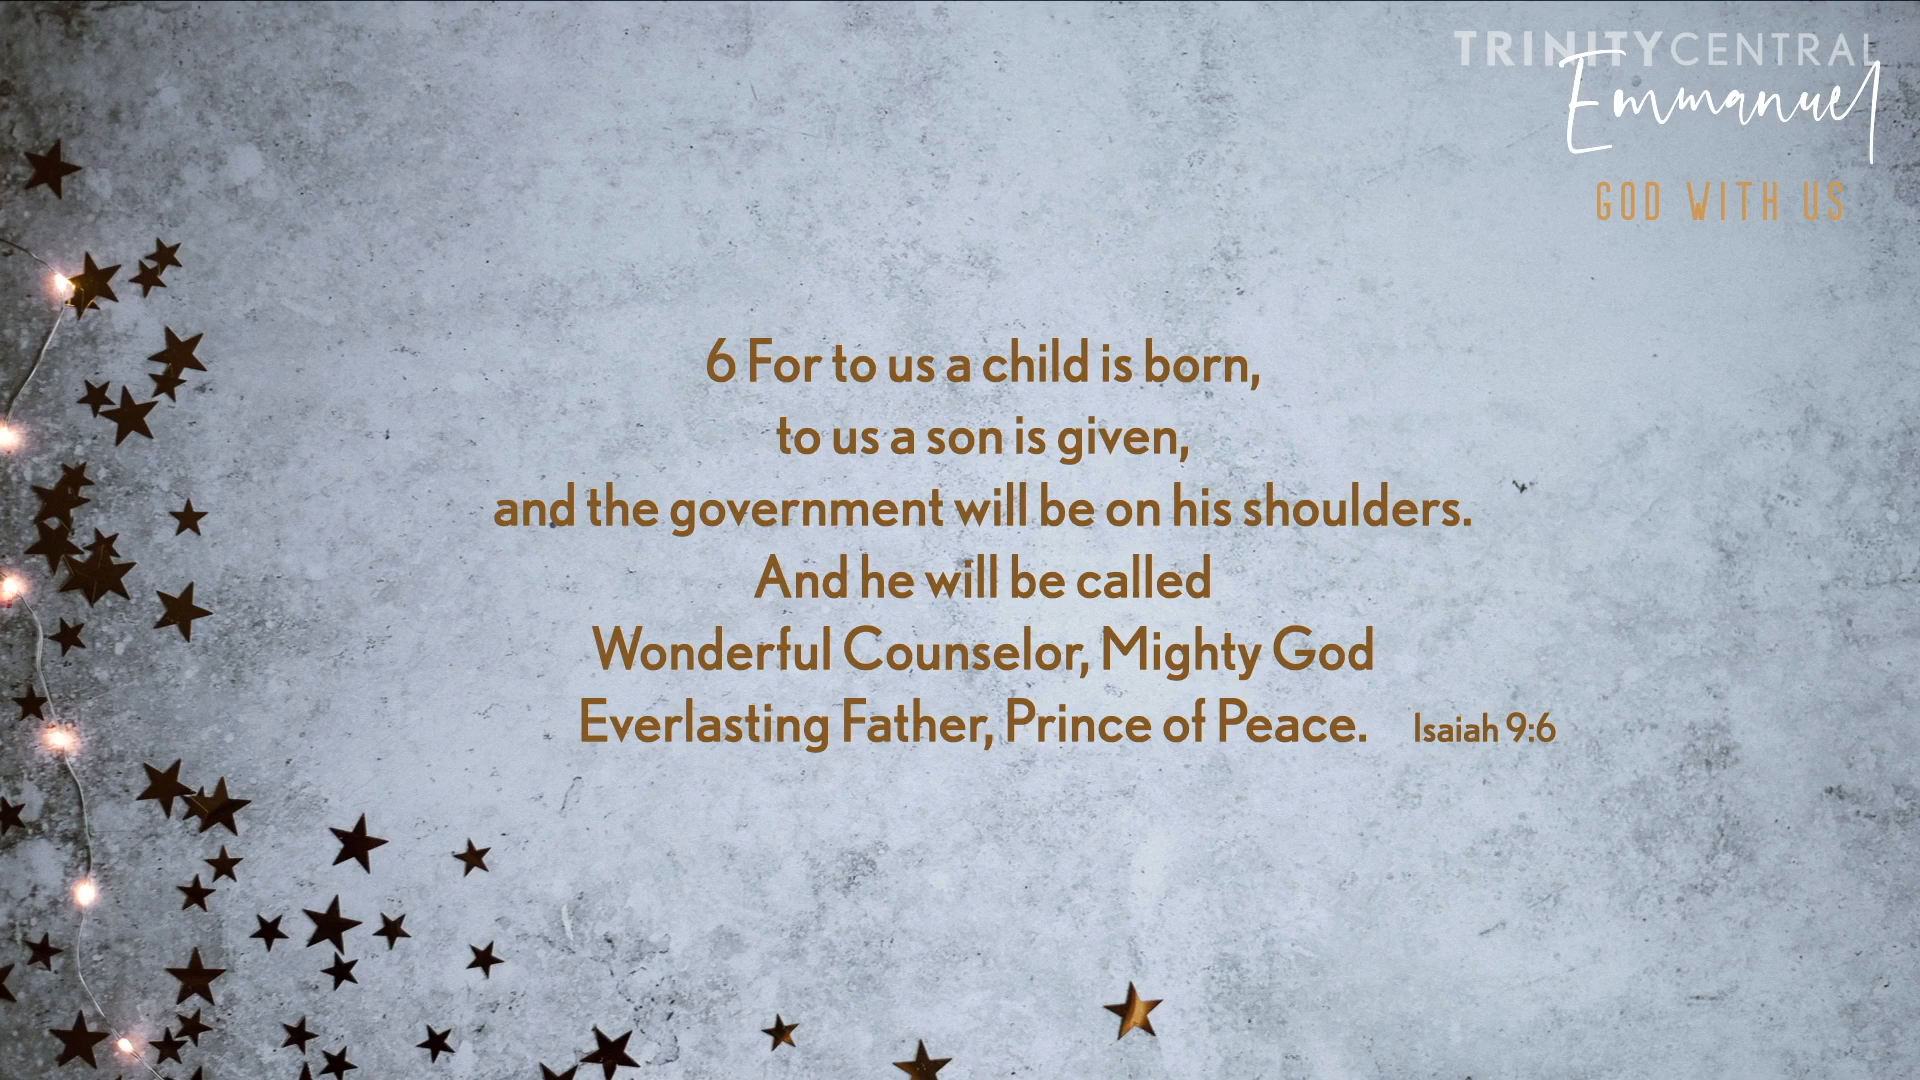 TRINITYCENTRAL
Emmanuel
GOD WITH US
6 For to us a child is born,
to us a son is given,
and the government will be on his shoulders.
And he will be called
Wonderful Counselor, Mighty God
Everlasting Father, Prince of Peace. Isaiah 9:6